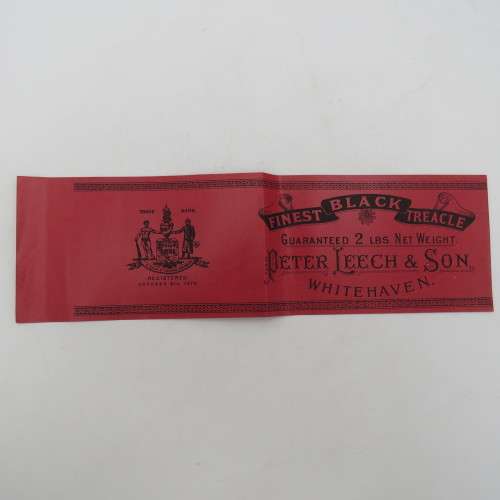 TRADE MARK.
REGISTERED
FINEST BLACK TREACLE
GUARANTEED 2 LBS NET WEIGHT.
PETER LEECH & SON,
WHITEHAVEN.